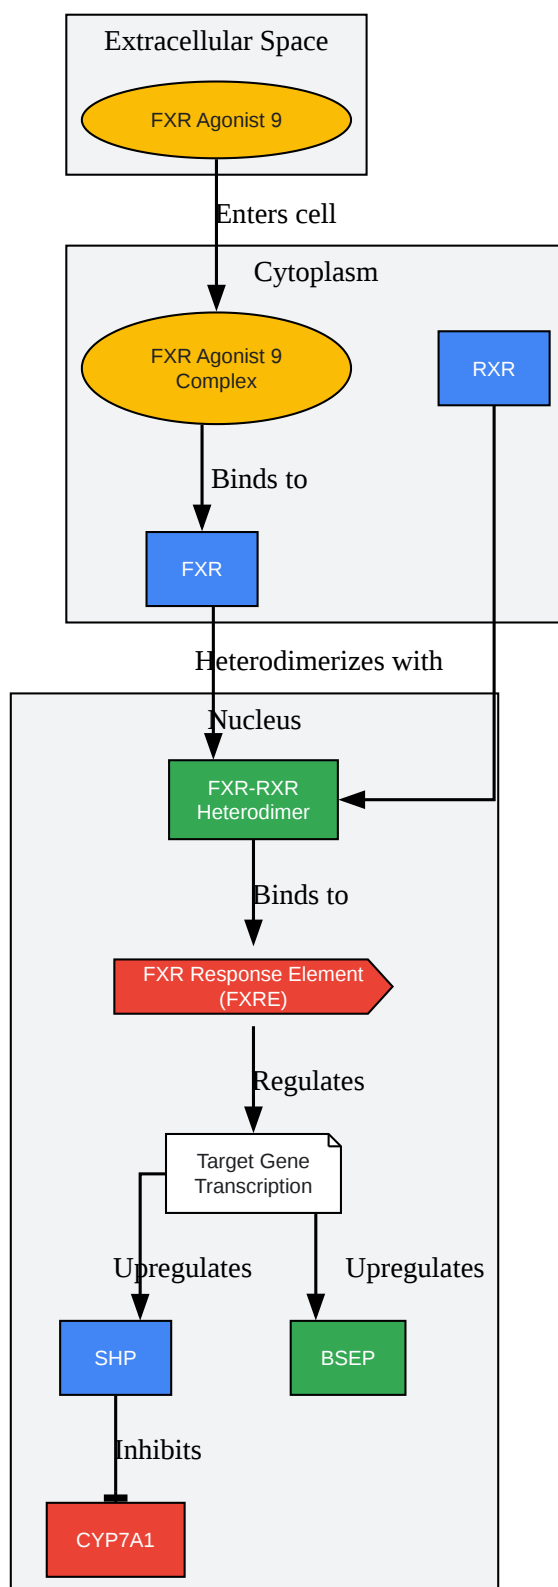 Extracellular Space
FXR Agonist 9
Enters cell
Cytoplasm
FXR Agonist 9
Complex
RXR
Binds to
FXR
Heterodimerizes with
Nucleus
FXR-RXR
Heterodimer
Binds to
FXR Response Element
(FXRE)
Regulates
Target Gene
Transcription
Upregulates
Upregulates
SHP
BSEP
Inhibits
CYP7A1